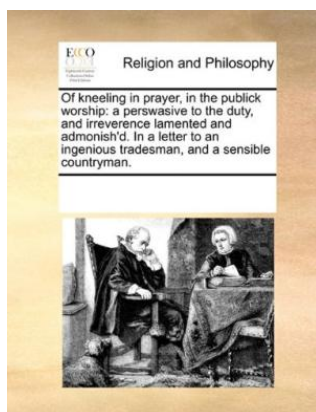 ECCO
Religion and Philosophy
Of kneeling in prayer, in the publick
worship: a perswasive to the duty,
and irreverence lamented and
admonish'd. In a letter to an
ingenious tradesman, and a sensible
countryman.